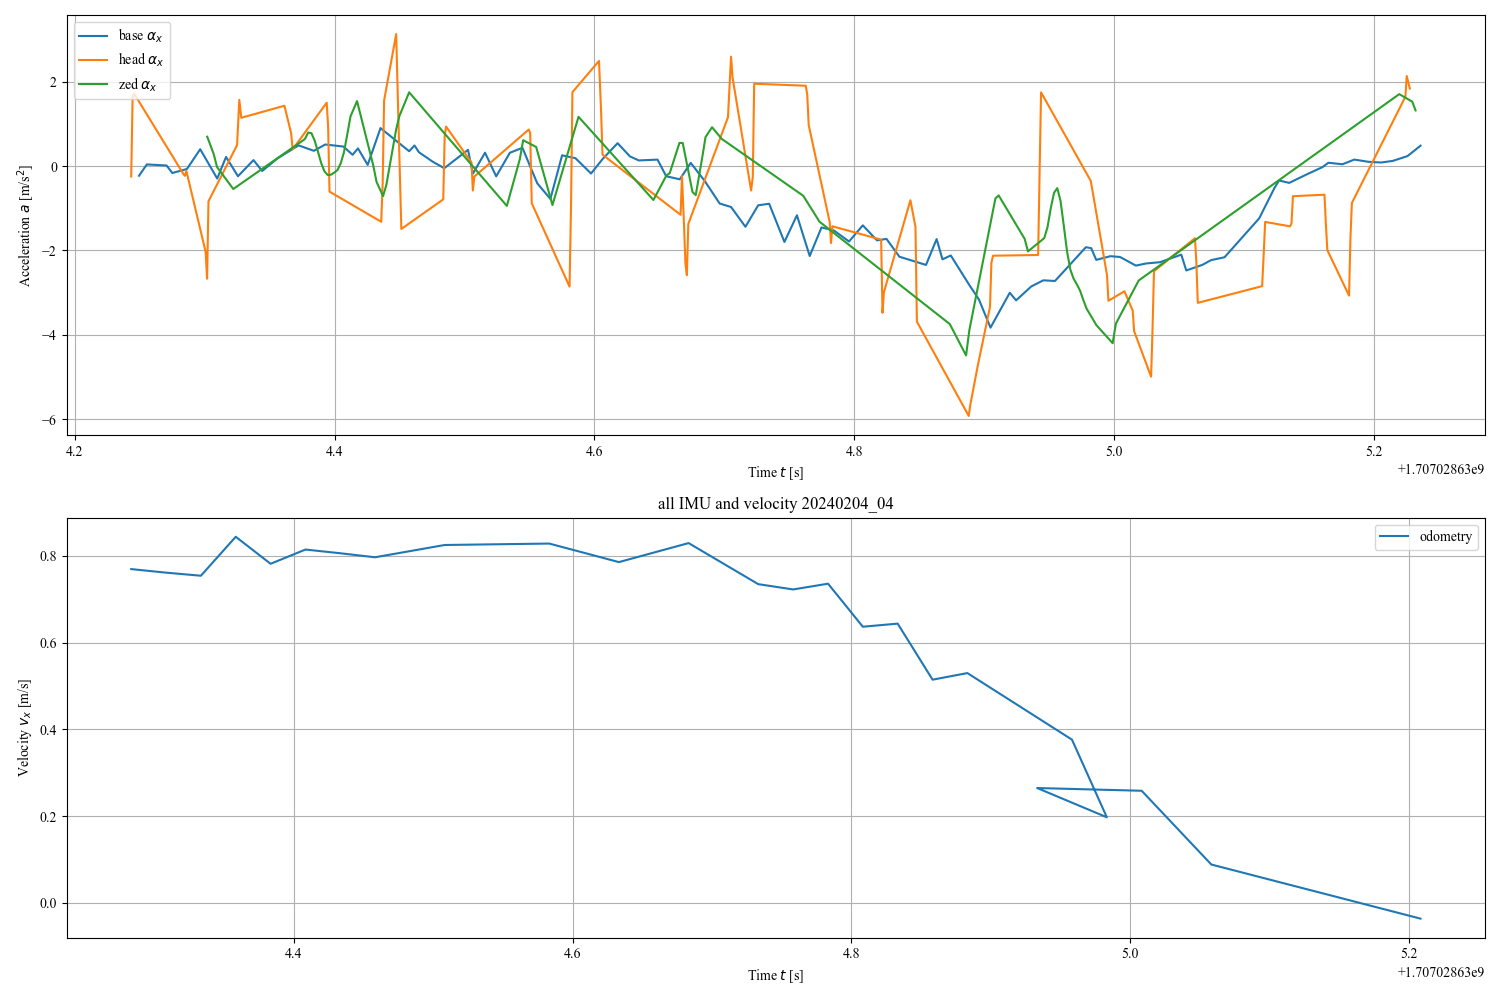 base αx
head αx
zed αx
Acceleration a [m/s²]
2
0
−2
−4
−6
4.2
4.4
4.6
4.8
5.0
5.2
Time t [s]
+1.70702863e9
all IMU and velocity 20240204_04
odometry
Velocity vx [m/s]
0.8
0.6
0.4
0.2
0.0
4.4
4.6
4.8
5.0
5.2
Time t [s]
+1.70702863e9